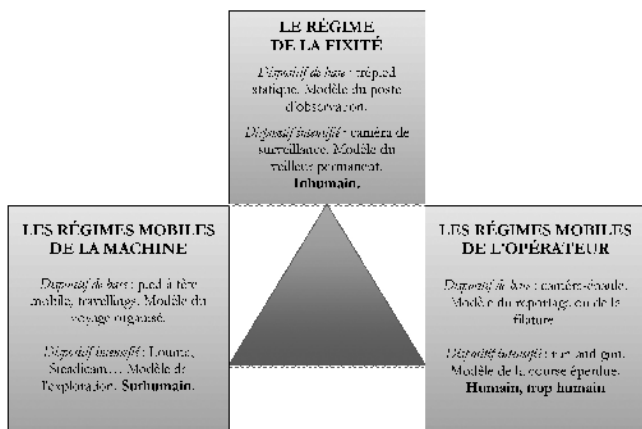 LE RÉGIME
DE LA FIXITÉ
Dispositif de base : trépied
statique. Modèle du poste
d'observation.
Dispositif intensifié : caméra de
surveillance. Modèle du
veilleur permanent.
Inhumain.
LES RÉGIMES MOBILES
DE LA MACHINE
Dispositif de base : pied à tête
mobile, travellings. Modèle du
voyage organisé.
Dispositif intensifié : Louma,
Steadicam… Modèle de
l'exploration. Surhumain.
LES RÉGIMES MOBILES
DE L'OPÉRATEUR
Dispositif de base : caméra-épaule.
Modèle du reportage ou de la
filature
Dispositif intensifié : run and gun.
Modèle de la course éperdue.
Humain, trop humain